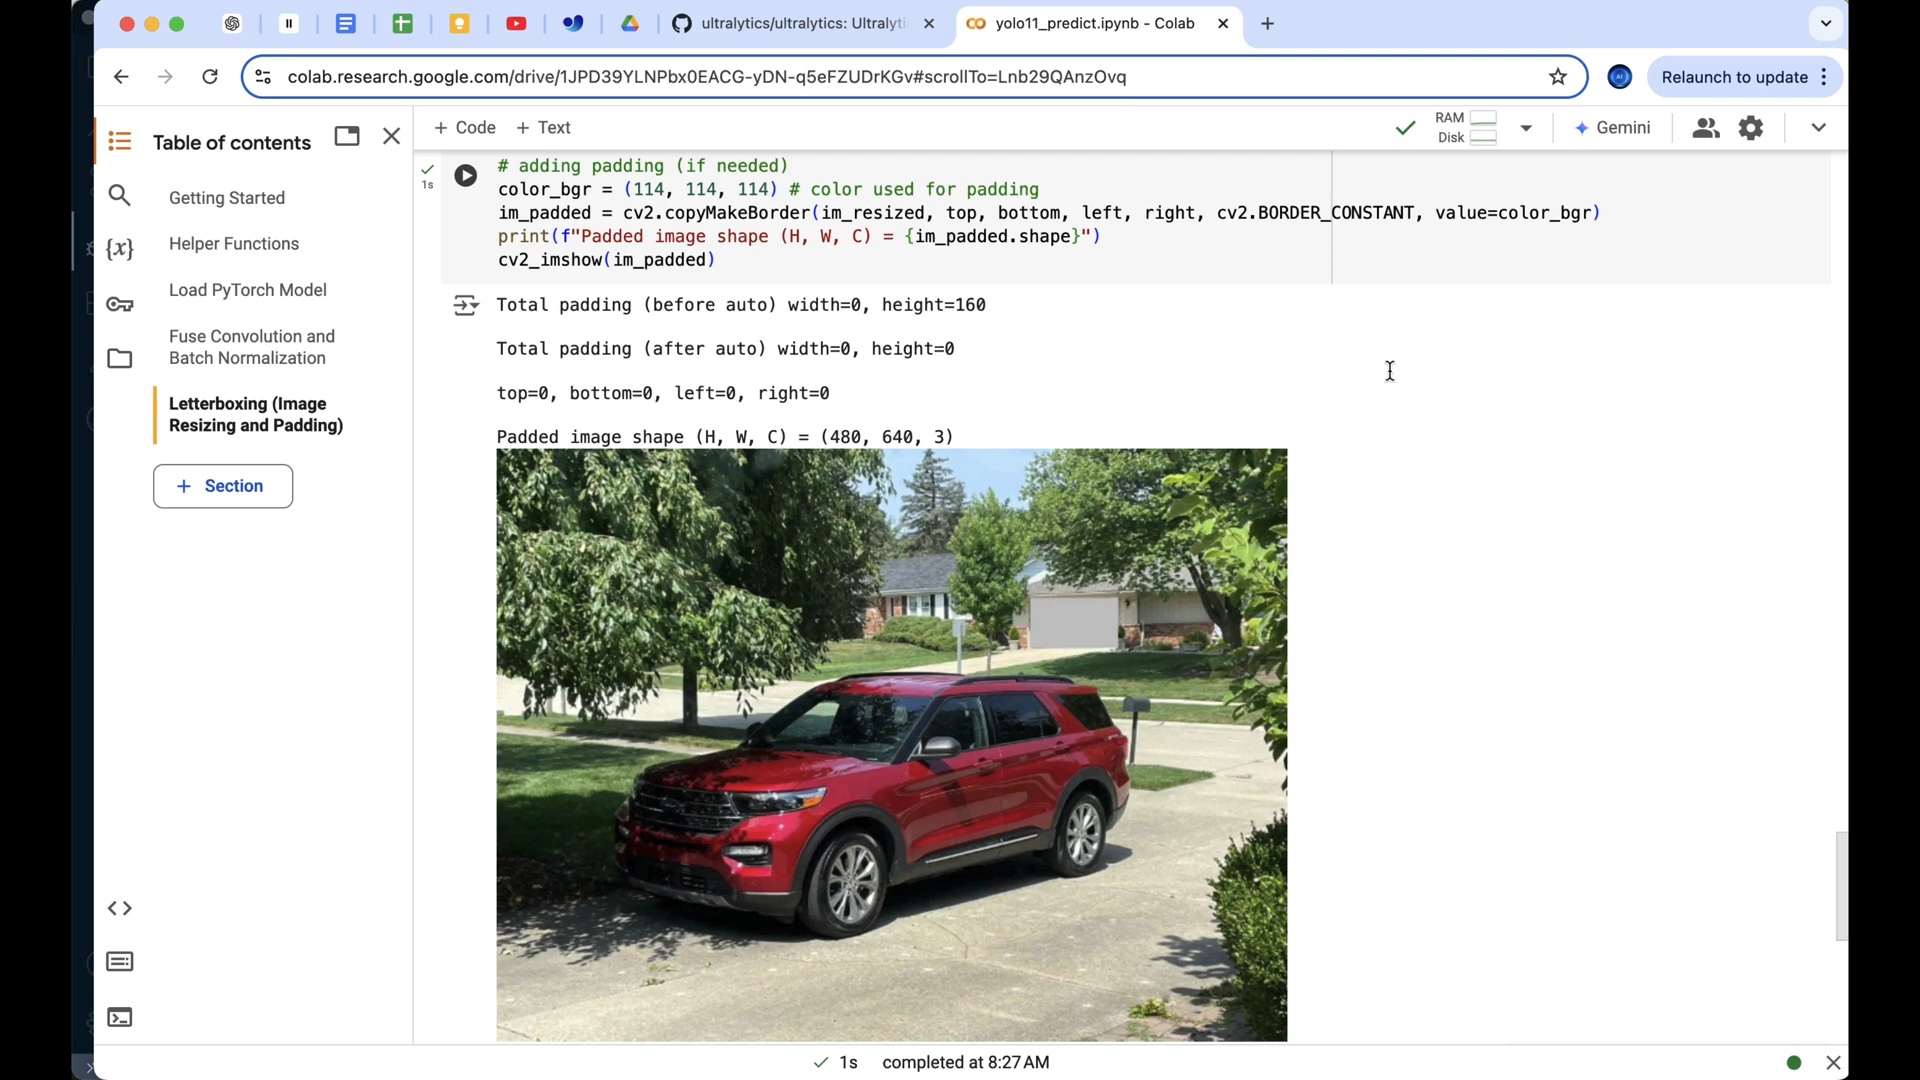 ultralytics/ultralytics: Ultralyti
yolo11_predict.ipynb - Colab
colab.research.google.com/drive/1JPD39YLNPbx0EACG-yDN-q5eFZUDrKGv#scrollTo=Lnb29QAnzOvq
Relaunch to update
Table of contents
+ Code + Text
RAM
Disk
Gemini
Getting Started
Helper Functions
Load PyTorch Model
Fuse Convolution and
Batch Normalization
Letterboxing (Image
Resizing and Padding)
+ Section
1s
# adding padding (if needed)
color_bgr = (114, 114, 114) # color used for padding
im_padded = cv2.copyMakeBorder(im_resized, top, bottom, left, right, cv2.BORDER_CONSTANT, value=color_bgr)
print(f"Padded image shape (H, W, C) = {im_padded.shape}")
cv2_imshow(im_padded)
Total padding (before auto) width=0, height=160
Total padding (after auto) width=0, height=0
top=0, bottom=0, left=0, right=0
Padded image shape (H, W, C) = (480, 640, 3)
1s completed at 8:27 AM